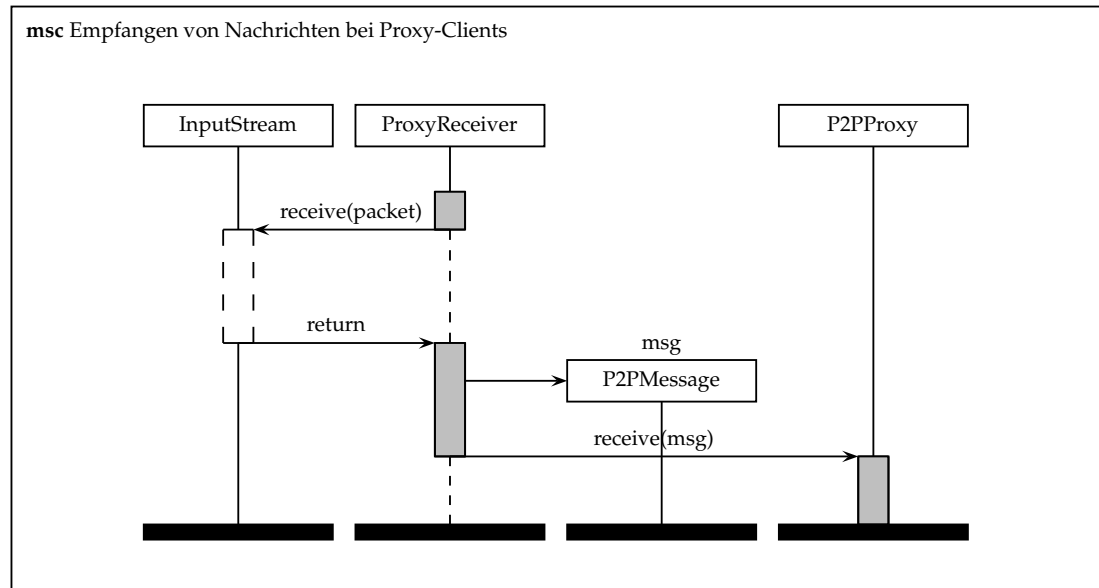 msc Empfangen von Nachrichten bei Proxy-Clients
InputStream
ProxyReceiver
P2PProxy
receive(packet)
return
msg
P2PMessage
receive(msg)